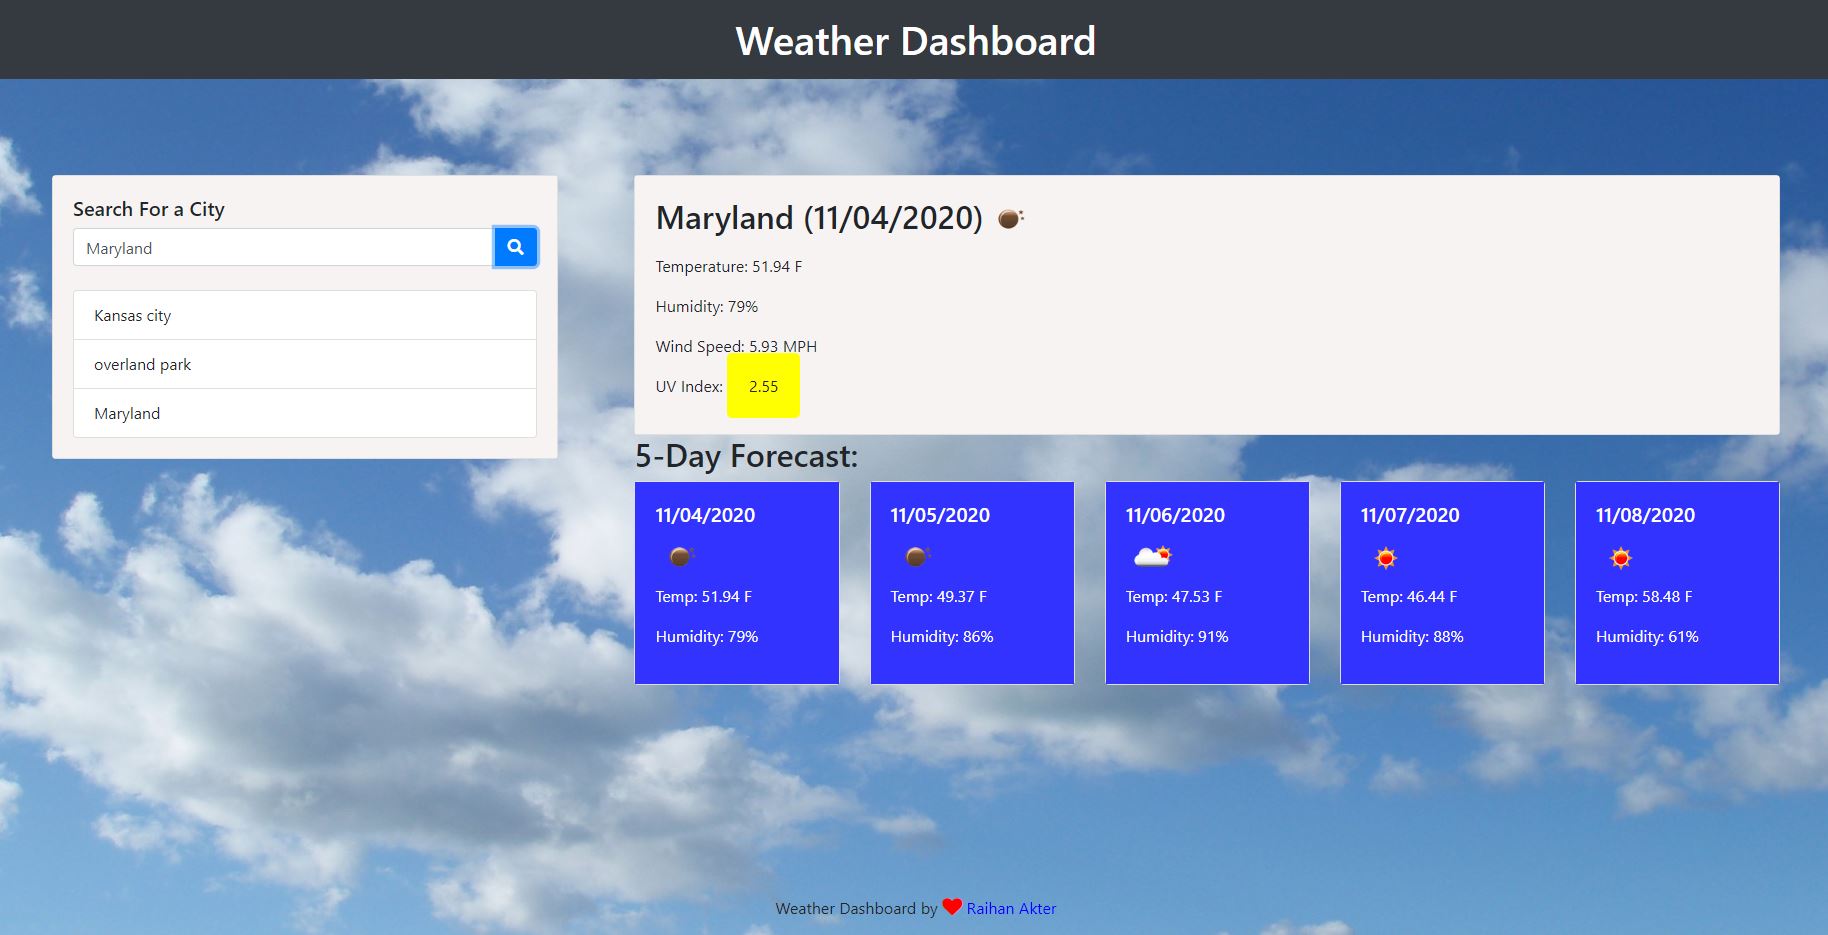 Weather Dashboard
Search For a City
Maryland
Kansas city
overland park
Maryland
Maryland (11/04/2020)
Temperature: 51.94 F
Humidity: 79%
Wind Speed: 5.93 MPH
UV Index: 2.55
5-Day Forecast:
11/04/2020
Temp: 51.94 F
Humidity: 79%
11/05/2020
Temp: 49.37 F
Humidity: 86%
11/06/2020
Temp: 47.53 F
Humidity: 91%
11/07/2020
Temp: 46.44 F
Humidity: 88%
11/08/2020
Temp: 58.48 F
Humidity: 61%
Weather Dashboard by Raihan Akter